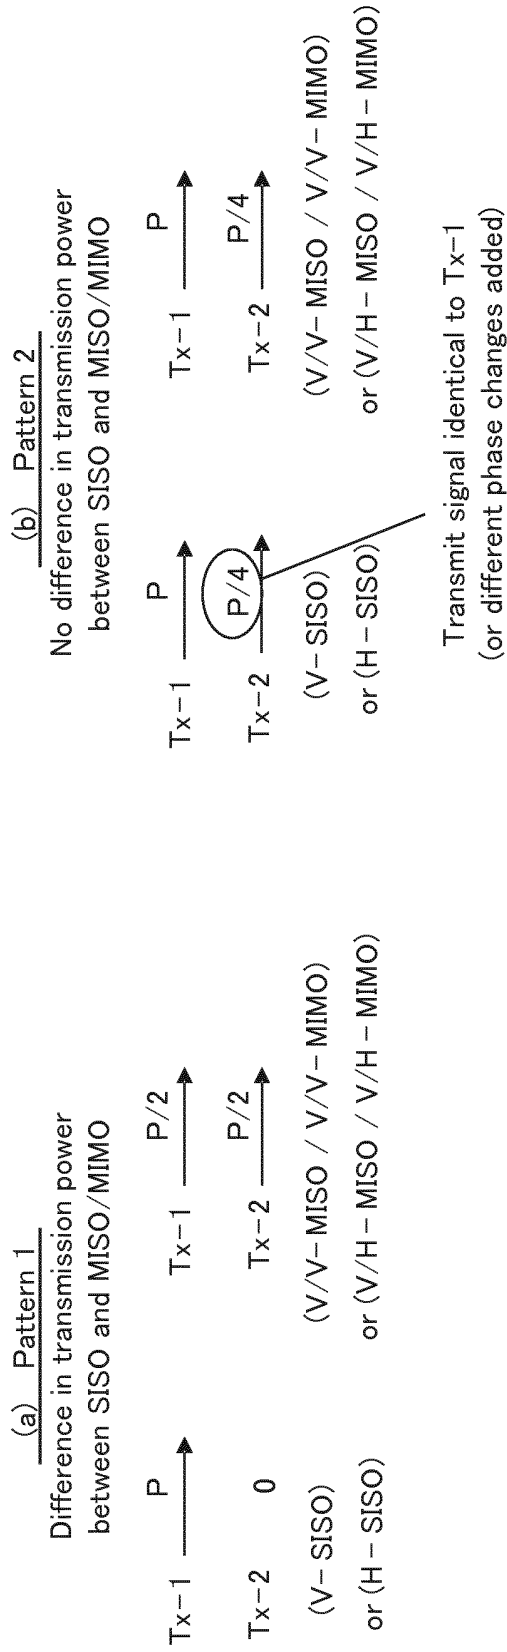 (a) Pattern 1
Difference in transmission power
between SISO and MISO/MIMO
Tx-1 P
Tx-2 0
(V-SISO)
or (H-SISO)
Tx-1 P/2
Tx-2 P/2
(V/V-MISO / V/V-MIMO)
or (V/H-MISO / V/H-MIMO)
(b) Pattern 2
No difference in transmission power
between SISO and MISO/MIMO
Tx-1 P
Tx-2 P/4
(V-SISO)
or (H-SISO)
Tx-1 P
Tx-2 P/4
(V/V-MISO / V/V-MIMO)
or (V/H-MISO / V/H-MIMO)
Transmit signal identical to Tx-1
(or different phase changes added)